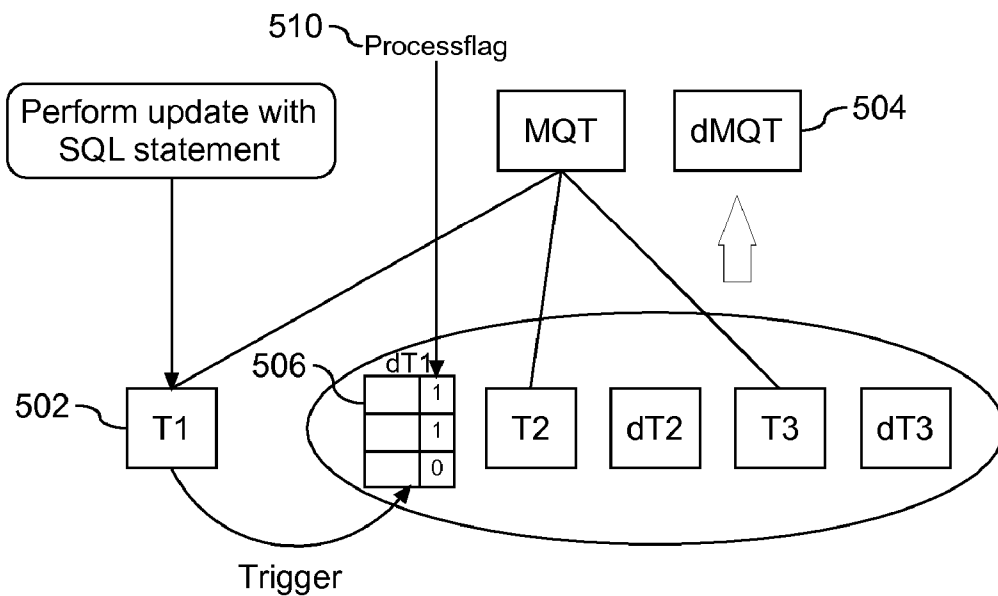 510
Processflag
Perform update with
SQL statement
MQT
dMQT
504
506
dT1
502
T1
1
1
0
T2
dT2
T3
dT3
Trigger